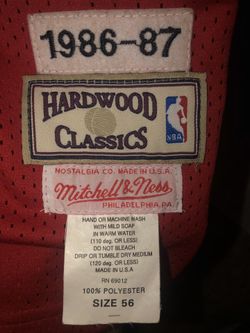 1986-87
HARDWOOD
CLASSICS
NBA
NOSTALGIA CO. MADE IN U.S.A.
Mitchell & Ness
PHILADELPHIA, PA.
HAND OR MACHINE WASH
WITH MILD SOAP
IN WARM WATER
(110 deg. OR LESS)
DO NOT BLEACH
DRIP OR TUMBLE DRY MEDIUM
(120 deg. OR LESS)
MADE IN U.S.A.
RN 69012
100% POLYESTER
SIZE 56